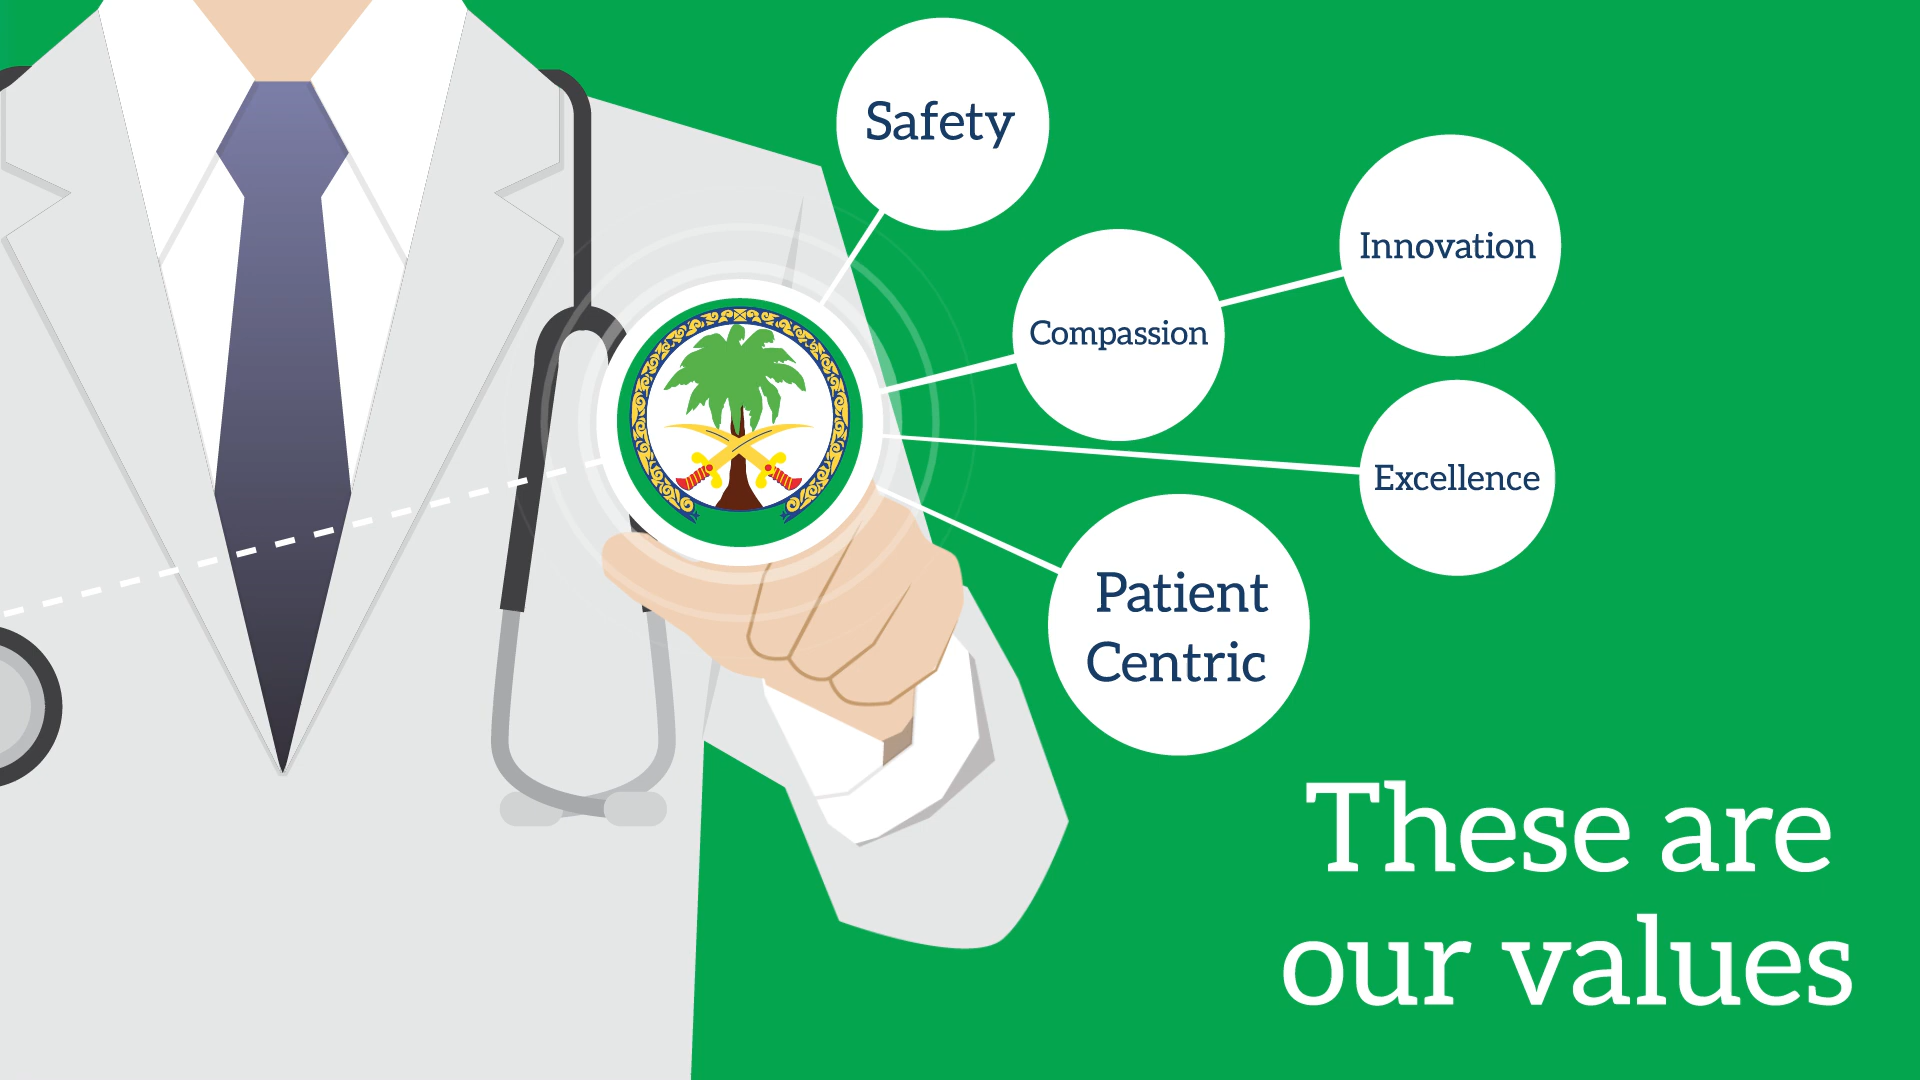 Safety
Innovation
Compassion
Excellence
Patient
Centric
These are
our values